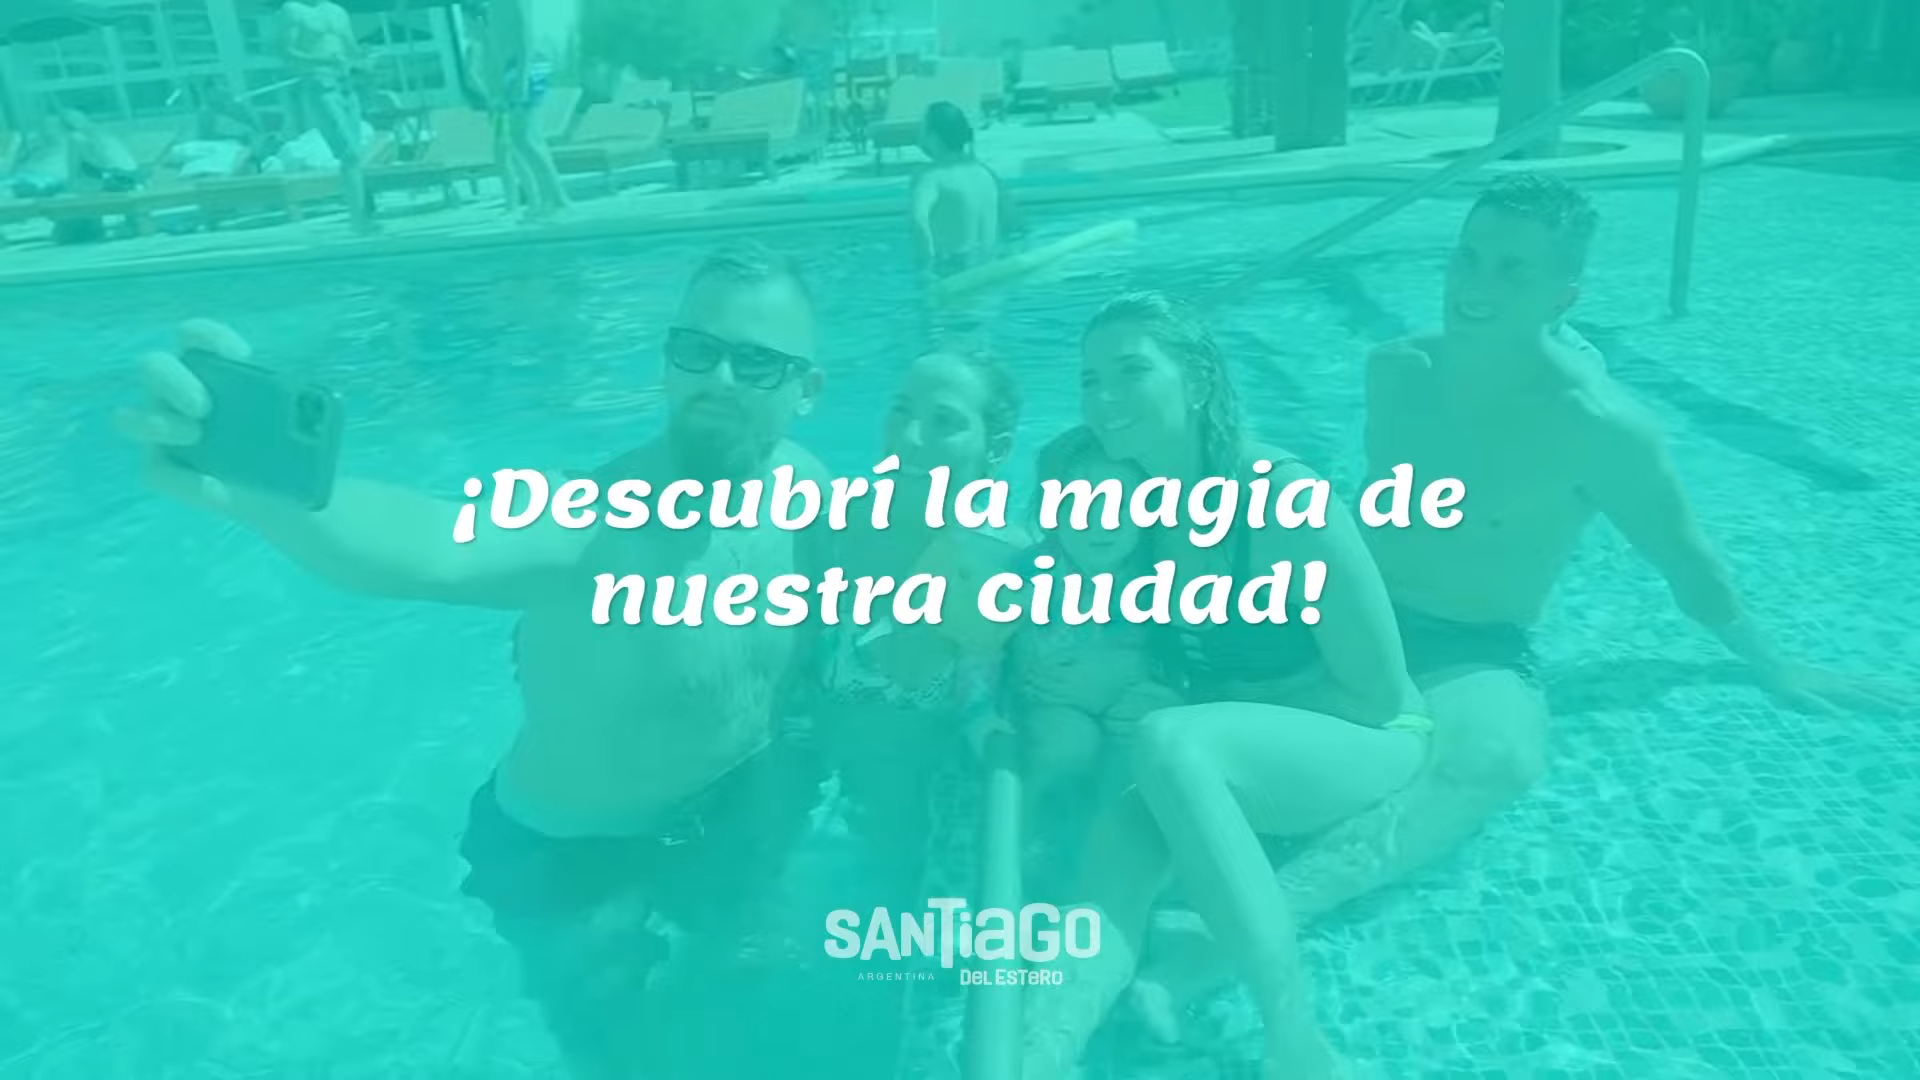 ¡Descubrí la magia de
nuestra ciudad!
SANTiaGO
ARGENTINA DeL ESTeRO